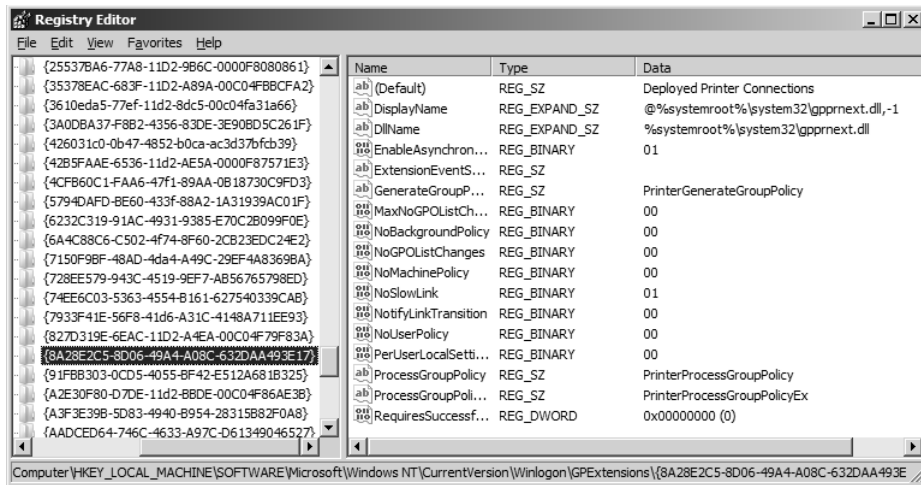 Registry Editor
File Edit View Favorites Help
{25537BA6-77A8-11D2-9B6C-0000F8080861}
{35378EAC-683F-11D2-A89A-00C04FBBCFA2}
{3610eda5-77ef-11d2-8dc5-00c04fa31a66}
{3A0DBA37-F8B2-4356-83DE-3E90BD5C261F}
{426031c0-0b47-4852-b0ca-ac3d37bfcb39}
{42B5FAAE-6536-11d2-AE5A-0000F87571E3}
{4CFB60C1-FAA6-47f1-89AA-0B18730C9FD3}
{5794DAFD-BE60-433f-88A2-1A31939AC01F}
{6232C319-91AC-4931-9385-E70C2B099F0E}
{6A4C88C6-C502-4f74-8F60-2CB23EDC24E2}
{7150F9BF-48AD-4da4-A49C-29EF4A8369BA}
{728EE579-943C-4519-9EF7-AB56765798ED}
{74EE6C03-5363-4554-B161-627540339CAB}
{7933F41E-56F8-41d6-A31C-4148A711EE93}
{827D319E-6EAC-11D2-A4EA-00C04F79F83A}
{8A28E2C5-8D06-49A4-A08C-632DAA493E17}
{91FBB303-0CD5-4055-BF42-E512A681B325}
{A2E30F80-D7DE-11d2-BBDE-00C04F86AE3B}
{A3F3E39B-5D83-4940-B954-28315B82F0A8}
{AADCED64-746C-4633-A97C-D61349046527}
Name Type Data
(Default) REG_SZ Deployed Printer Connections
DisplayName REG_EXPAND_SZ @%systemroot%\system32\gpprnext.dll,-1
DllName REG_EXPAND_SZ %systemroot%\system32\gpprnext.dll
EnableAsynchron... REG_BINARY 01
ExtensionEventS... REG_SZ
GenerateGroupP... REG_SZ PrinterGenerateGroupPolicy
MaxNoGPOListCh... REG_BINARY 00
NoBackgroundPolicy REG_BINARY 00
NoGPOListChanges REG_BINARY 00
NoMachinePolicy REG_BINARY 00
NoSlowLink REG_BINARY 01
NotifyLinkTransition REG_BINARY 00
NoUserPolicy REG_BINARY 00
PerUserLocalSetti... REG_BINARY 00
ProcessGroupPolicy REG_SZ PrinterProcessGroupPolicy
ProcessGroupPoli... REG_SZ PrinterProcessGroupPolicyEx
RequiresSuccessf... REG_DWORD 0x00000000 (0)
Computer\HKEY_LOCAL_MACHINE\SOFTWARE\Microsoft\Windows NT\CurrentVersion\Winlogon\GPExtensions\{8A28E2C5-8D06-49A4-A08C-632DAA493E